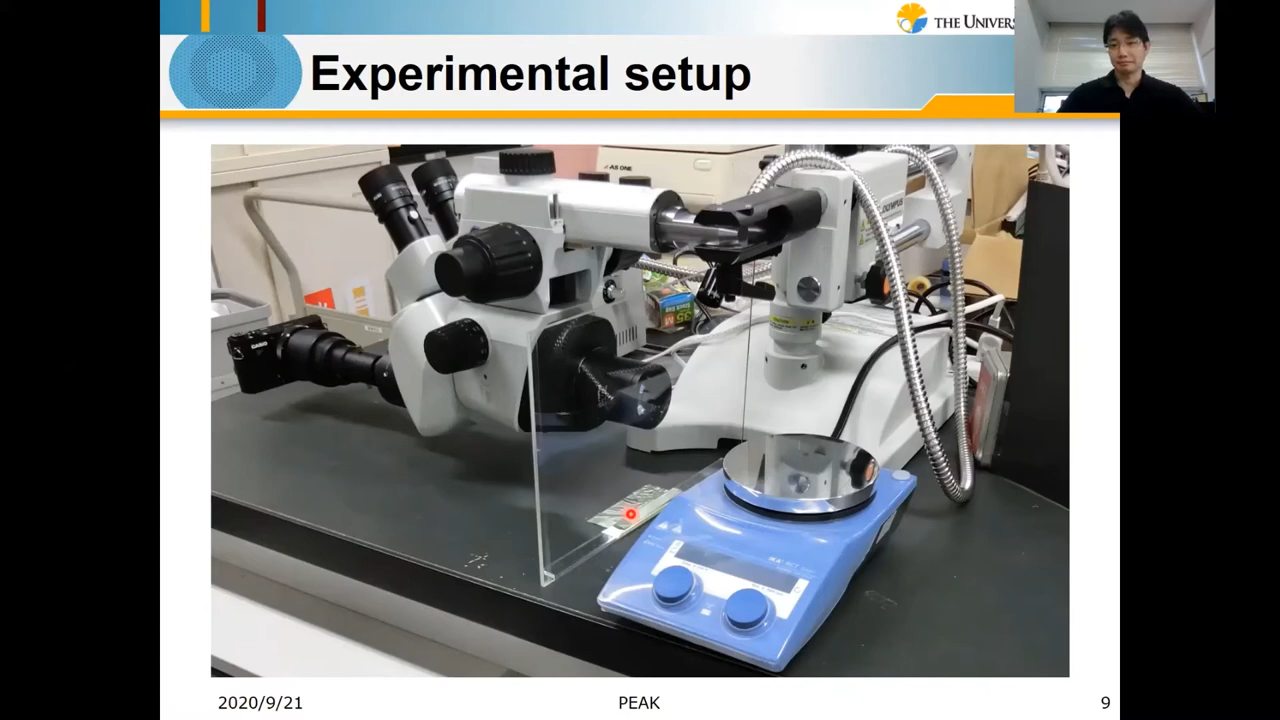 THE UNIVERS
Experimental setup
AS ONE
OLYMPUS
CASIO
2020/9/21
PEAK
9